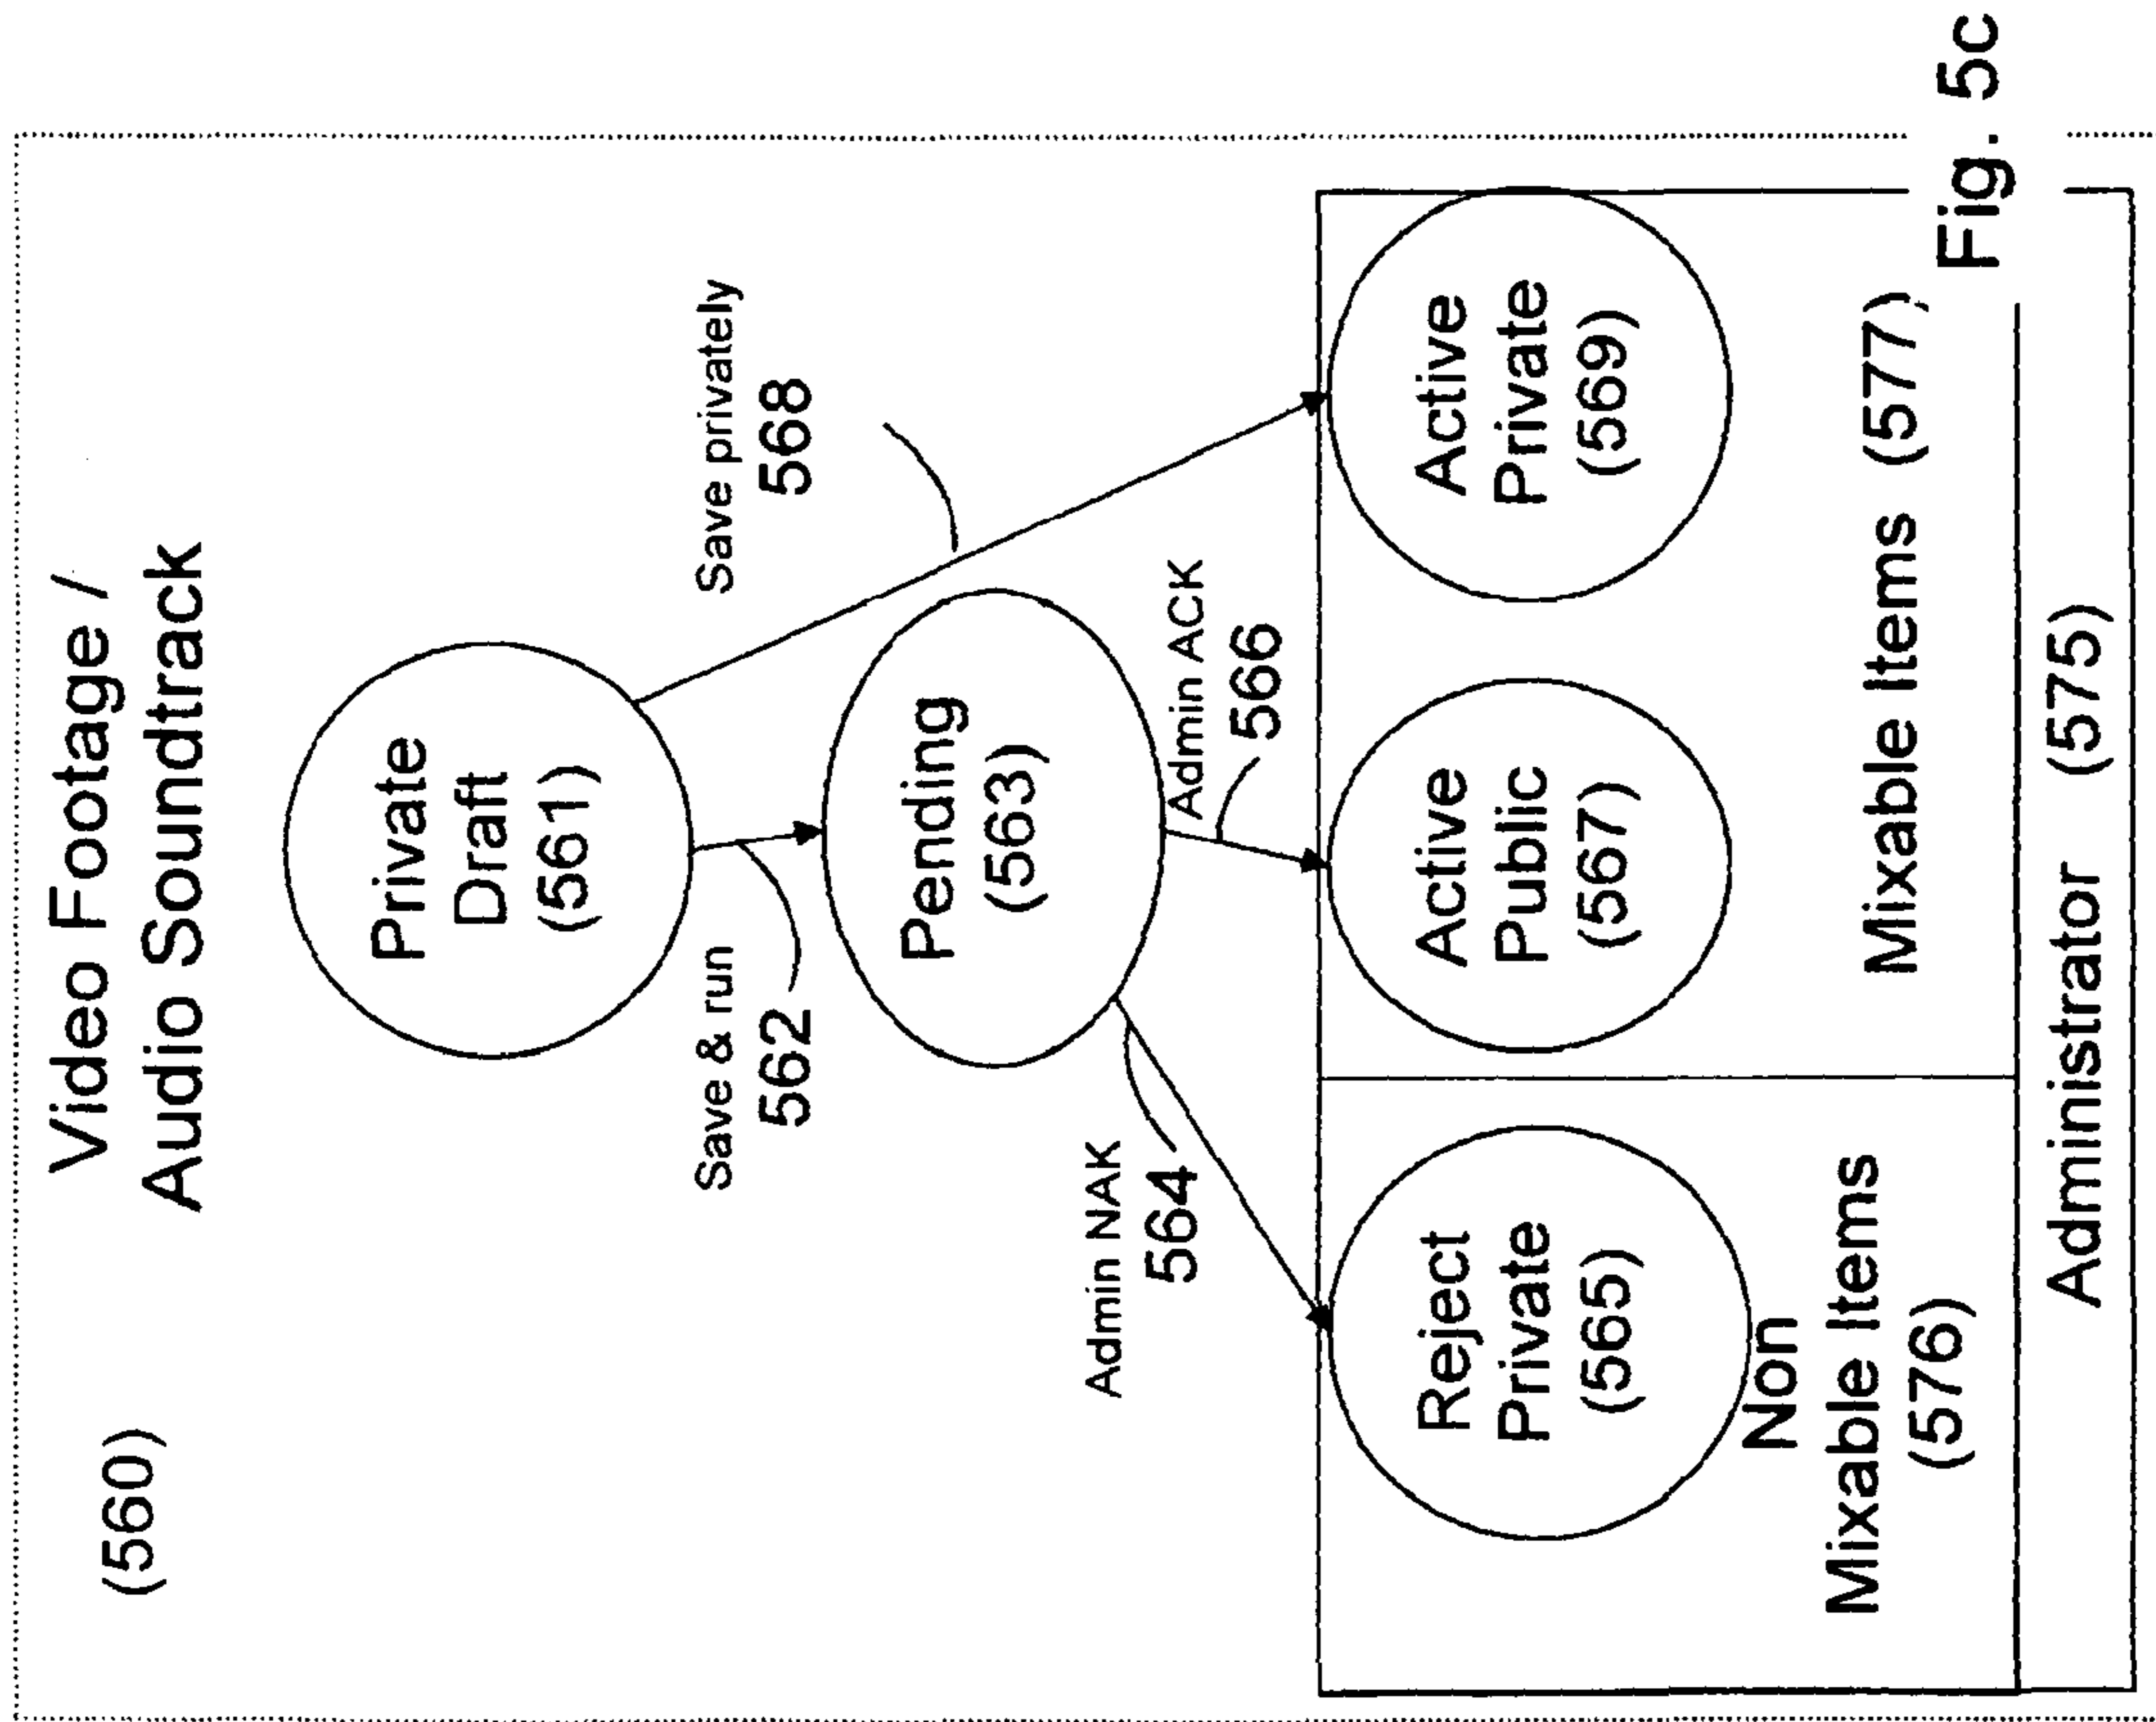 (560)
Video Footage /
Audio Soundtrack
Private
Draft
(561)
Save & run
562
Save privately
568
Pending
(563)
Admin NAK
564
Admin ACK
566
Reject
Private
(565)
Non
Mixable Items
(576)
Active
Public
(567)
Active
Private
(569)
Mixable Items (577)
Administrator (575)
Fig. 5c